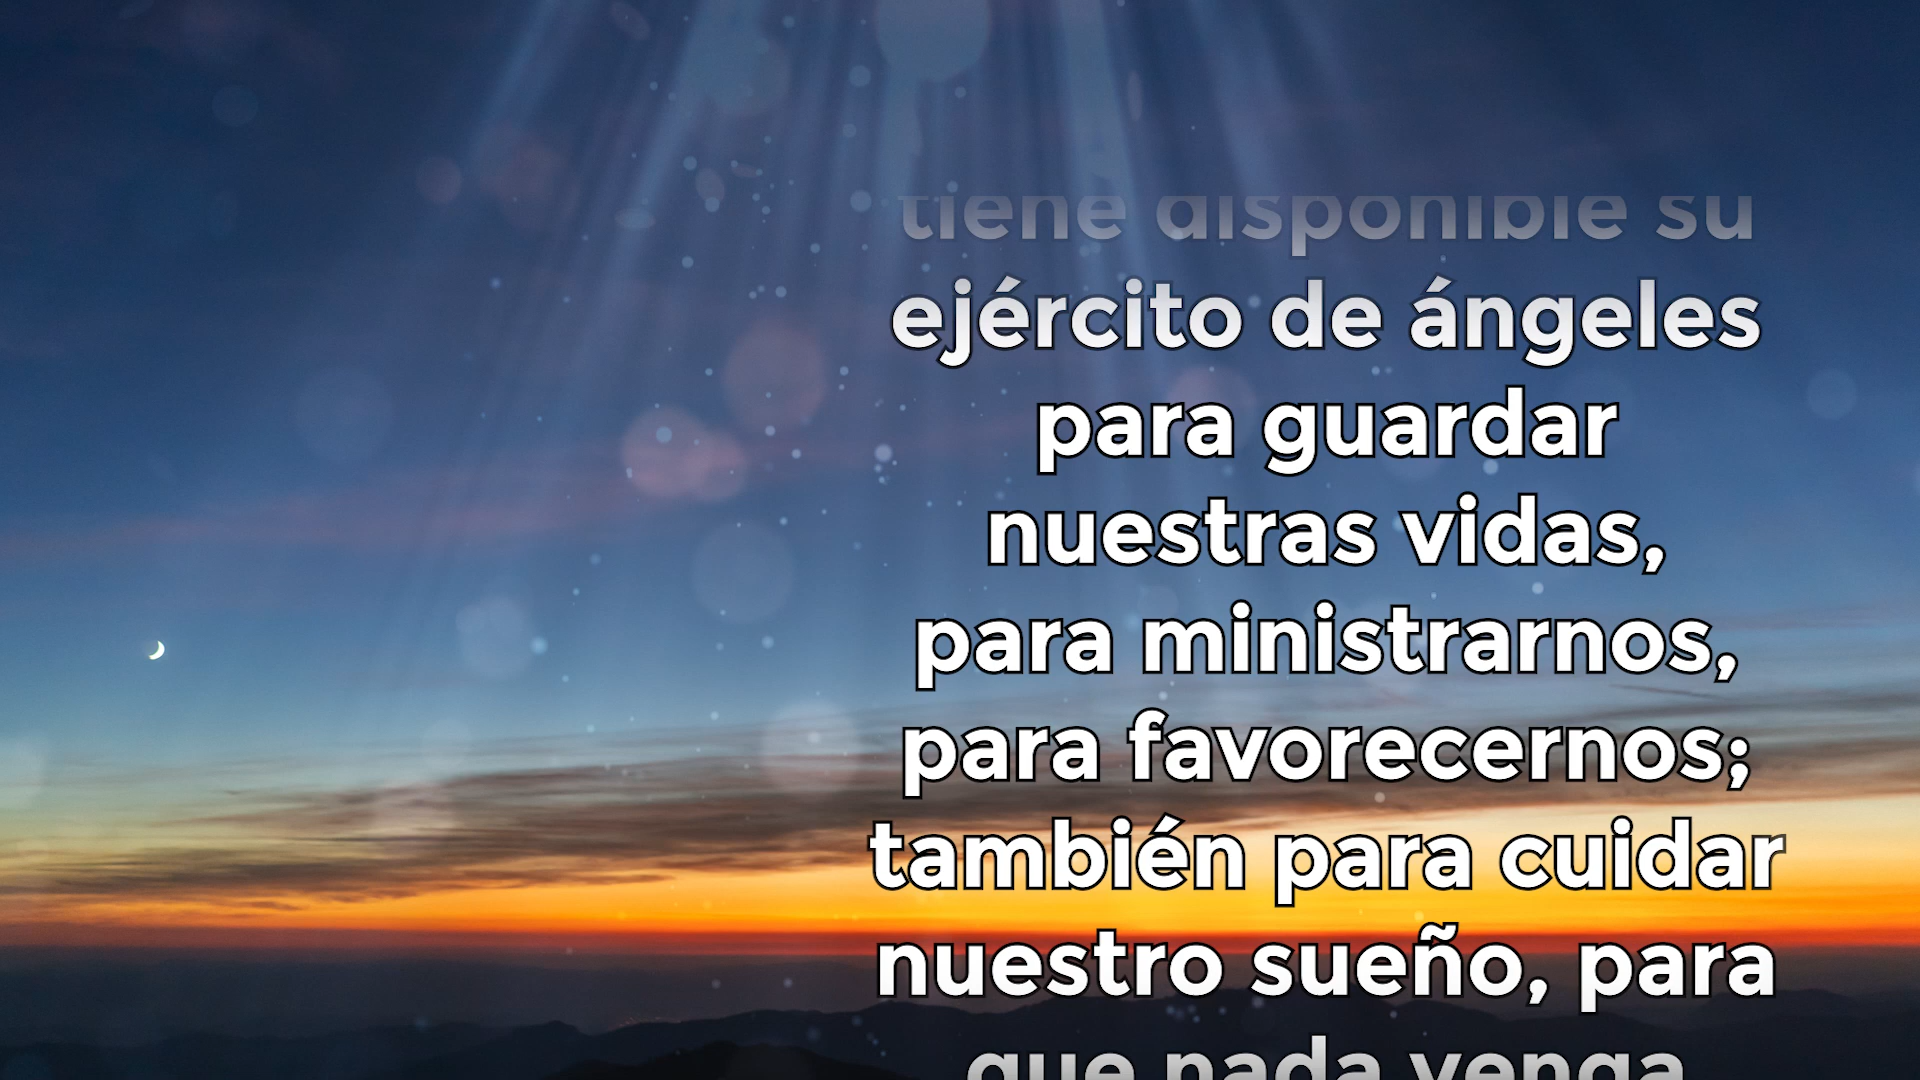 tiene disponible su
ejército de ángeles
para guardar
nuestras vidas,
para ministrarnos,
para favorecernos;
también para cuidar
nuestro sueño, para
que nada venga